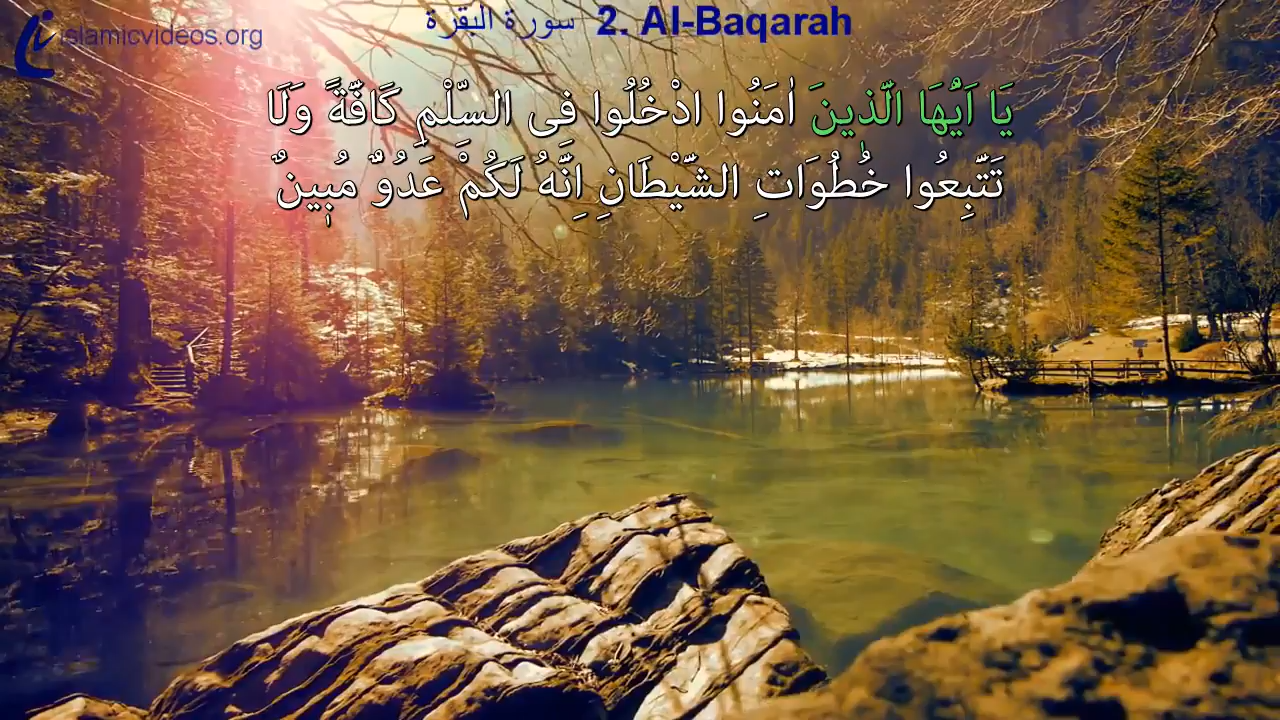 islamicvideos.org
سورة البقرة 2. Al-Baqarah
يَا اَيُّهَا الَّذٖينَ اٰمَنُوا ادْخُلُوا فِى السِّلْمِ كَافَّةً وَلَا
تَتَّبِعُوا خُطُوَاتِ الشَّيْطَانِ اِنَّهُ لَكُمْ عَدُوٌّ مُبٖينٌ